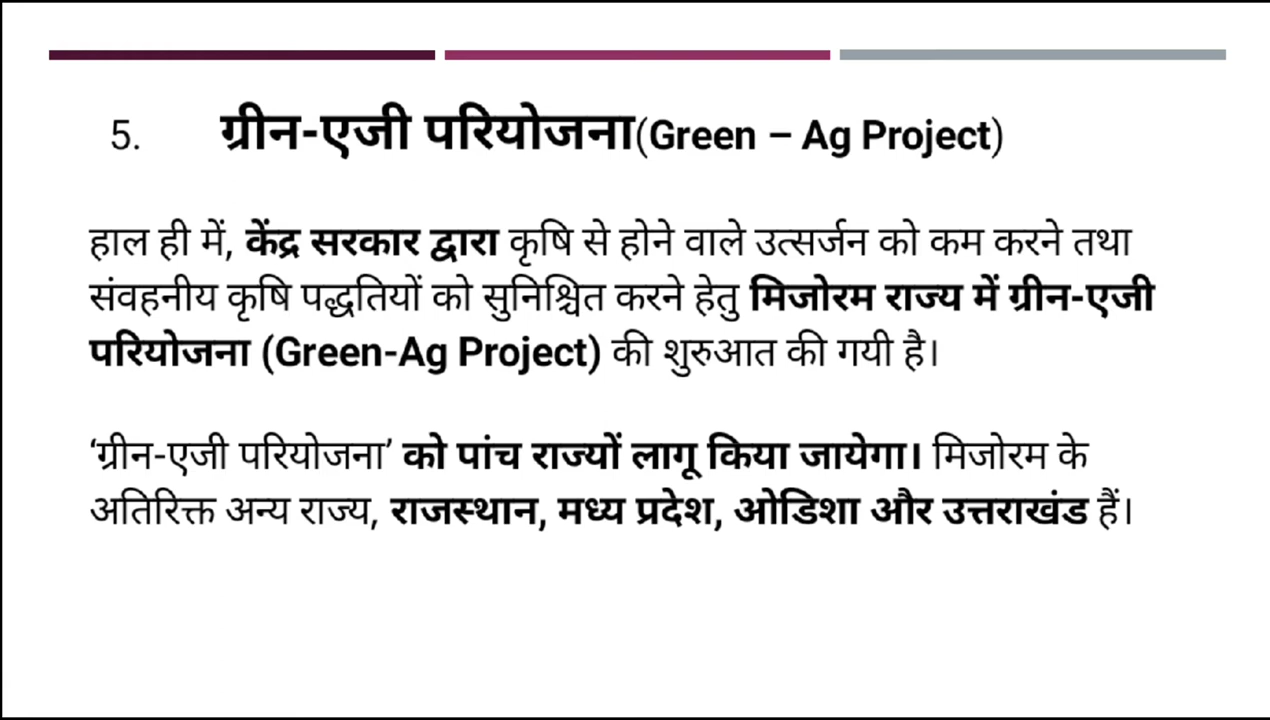 5. ग्रीन-एजी परियोजना(Green – Ag Project)
हाल ही में, केंद्र सरकार द्वारा कृषि से होने वाले उत्सर्जन को कम करने तथा
संवहनीय कृषि पद्धतियों को सुनिश्चित करने हेतु मिजोरम राज्य में ग्रीन-एजी
परियोजना (Green-Ag Project) की शुरुआत की गयी है।
‘ग्रीन-एजी परियोजना’ को पांच राज्यों लागू किया जायेगा। मिजोरम के
अतिरिक्त अन्य राज्य, राजस्थान, मध्य प्रदेश, ओडिशा और उत्तराखंड हैं।